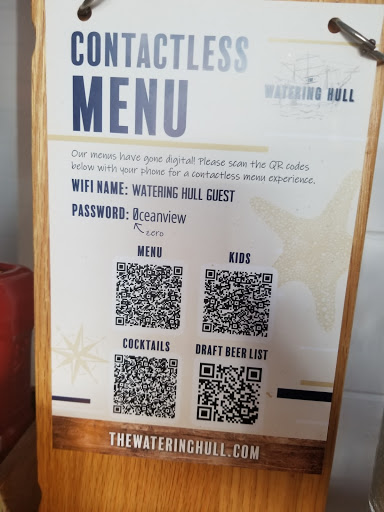 CONTACTLESS
MENU
WATERING HULL
Our menus have gone digital! Please scan the QR codes
below with your phone for a contactless menu experience.
WIFI NAME: WATERING HULL GUEST
PASSWORD: 0ceanview
zero
MENU
KIDS
COCKTAILS
DRAFT BEER LIST
THEWATERINGHULL.COM